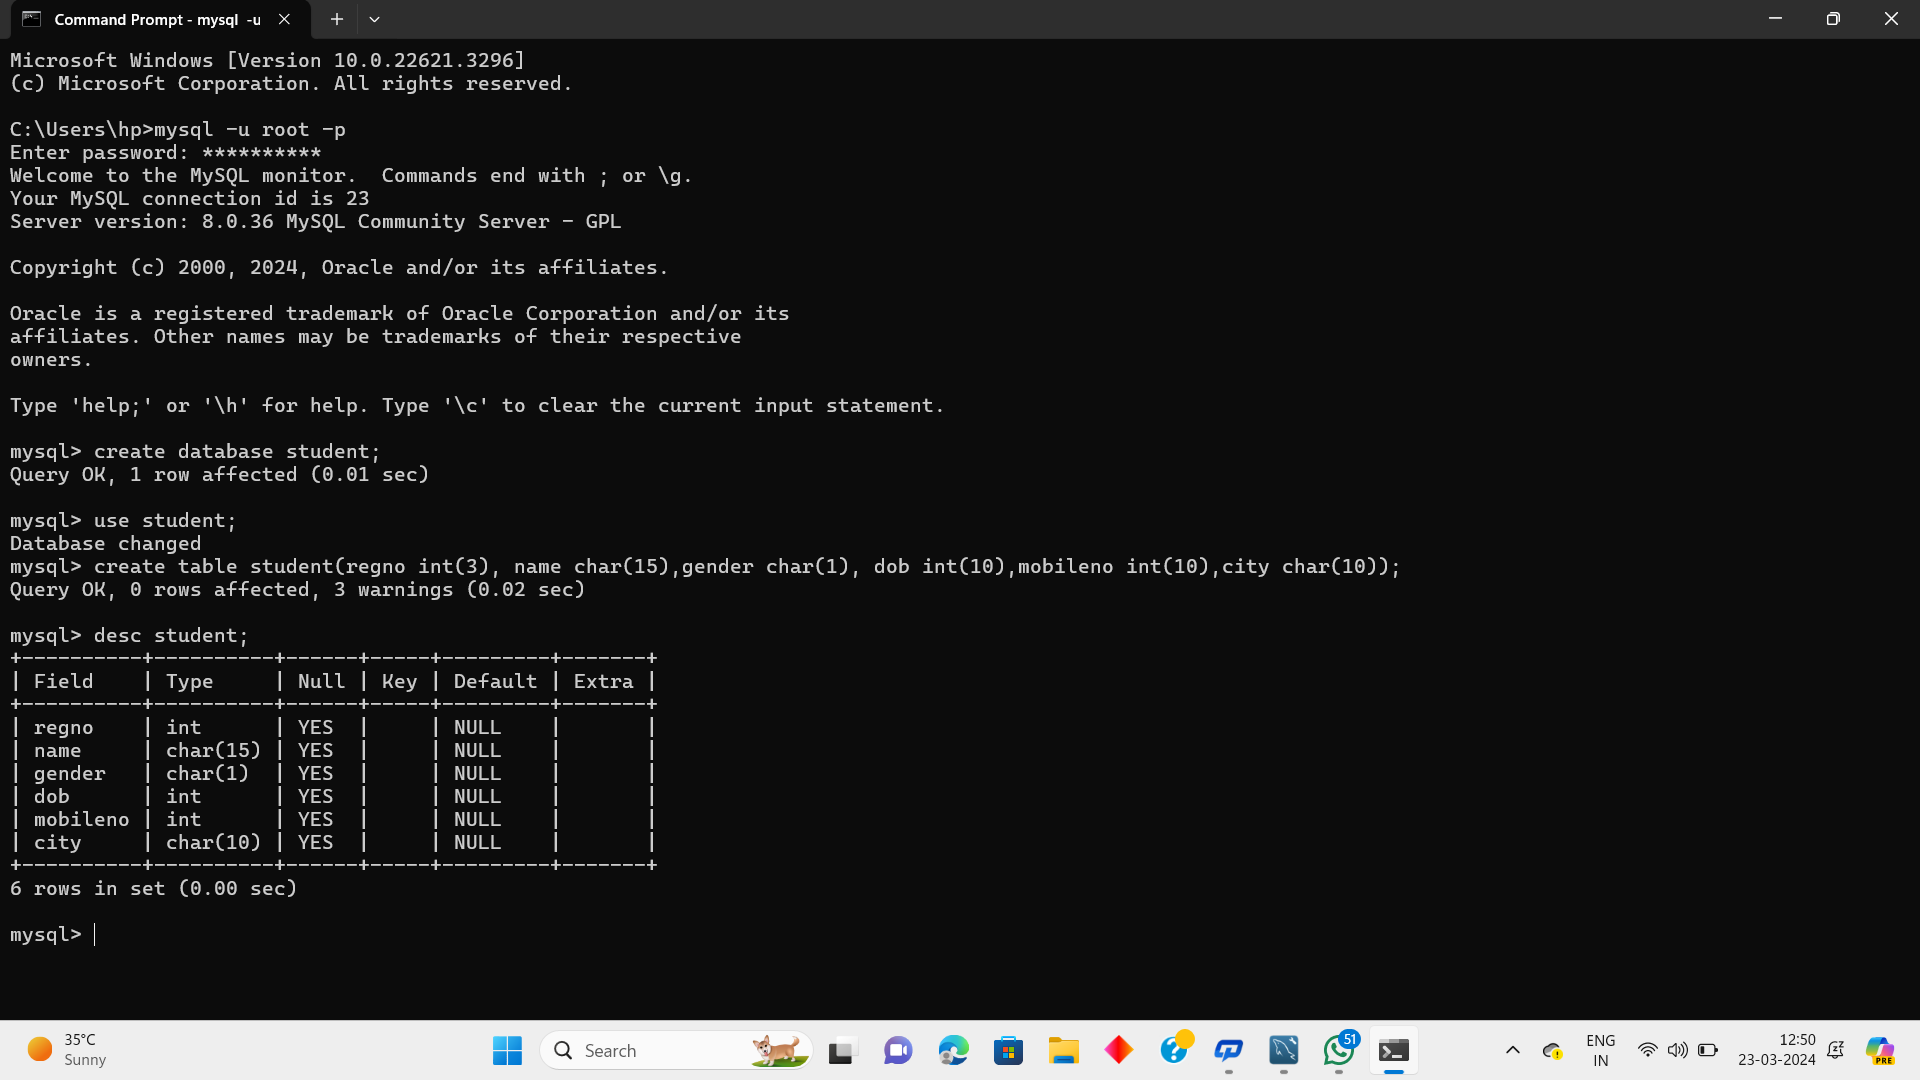 Command Prompt - mysql -u
Microsoft Windows [Version 10.0.22621.3296]
(c) Microsoft Corporation. All rights reserved.
C:\Users\hp>mysql -u root -p
Enter password: **********
Welcome to the MySQL monitor.  Commands end with ; or \g.
Your MySQL connection id is 23
Server version: 8.0.36 MySQL Community Server - GPL
Copyright (c) 2000, 2024, Oracle and/or its affiliates.
Oracle is a registered trademark of Oracle Corporation and/or its
affiliates. Other names may be trademarks of their respective
owners.
Type 'help;' or '\h' for help. Type '\c' to clear the current input statement.
mysql> create database student;
Query OK, 1 row affected (0.01 sec)
mysql> use student;
Database changed
mysql> create table student(regno int(3), name char(15),gender char(1), dob int(10),mobileno int(10),city char(10));
Query OK, 0 rows affected, 3 warnings (0.02 sec)
mysql> desc student;
+----------+----------+------+-----+---------+-------+
| Field    | Type     | Null | Key | Default | Extra |
+----------+----------+------+-----+---------+-------+
| regno    | int      | YES  |     | NULL    |       |
| name     | char(15) | YES  |     | NULL    |       |
| gender   | char(1)  | YES  |     | NULL    |       |
| dob      | int      | YES  |     | NULL    |       |
| mobileno | int      | YES  |     | NULL    |       |
| city     | char(10) | YES  |     | NULL    |       |
+----------+----------+------+-----+---------+-------+
6 rows in set (0.00 sec)
mysql>
35°C
Sunny
Search
51
ENG
IN
12:50
23-03-2024
PRE